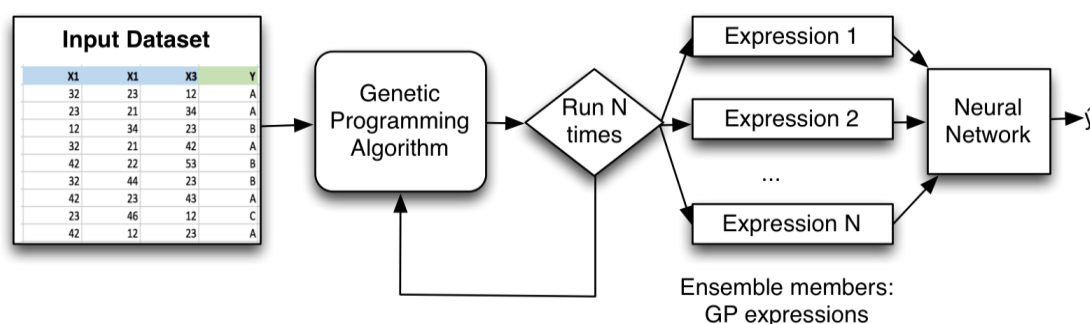 Input Dataset
X1 X1 X3 Y
32 23 12 A
23 21 34 A
12 34 23 B
32 21 42 A
42 22 53 B
32 44 23 B
42 23 43 A
23 46 12 C
42 12 23 A
Genetic
Programming
Algorithm
Run N
times
Expression 1
Expression 2
...
Expression N
Ensemble members:
GP expressions
Neural
Network